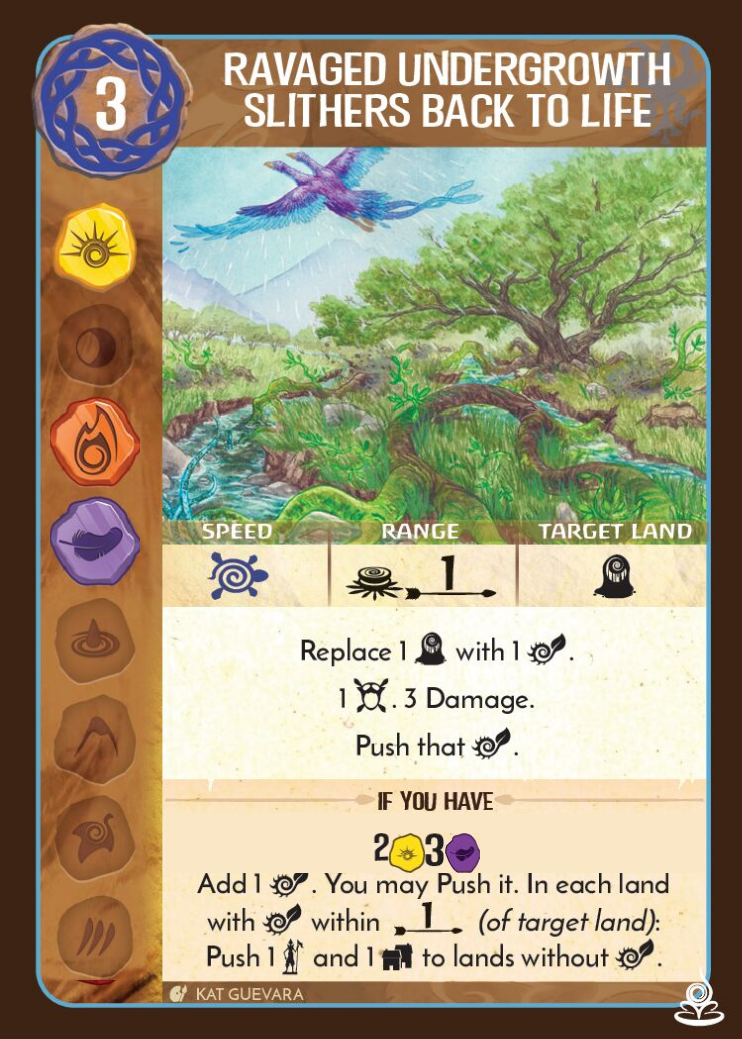 3
RAVAGED UNDERGROWTH
SLITHERS BACK TO LIFE
SPEED RANGE TARGET LAND
1
Replace 1 with 1 .
1 . 3 Damage.
Push that .
IF YOU HAVE
2 3
Add 1 . You may Push it. In each land
with within 1 (of target land):
Push 1 and 1 to lands without .
KAT GUEVARA